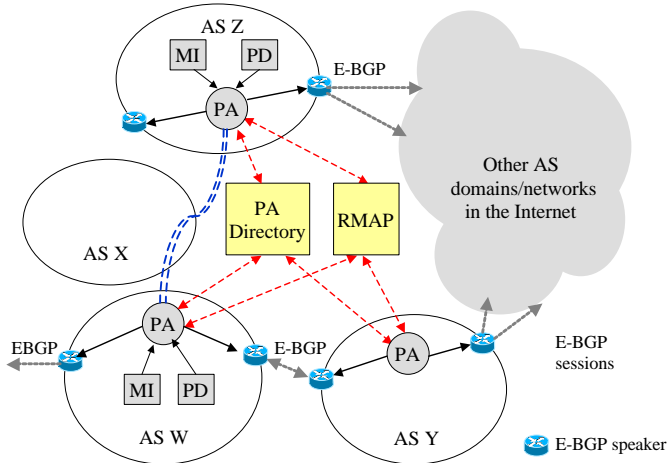 AS Z
MI
PD
E-BGP
PA
Other AS
domains/networks
in the Internet
PA
Directory
RMAP
AS X
PA
EBGP
E-BGP
PA
E-BGP
sessions
MI
PD
AS W
AS Y
E-BGP speaker